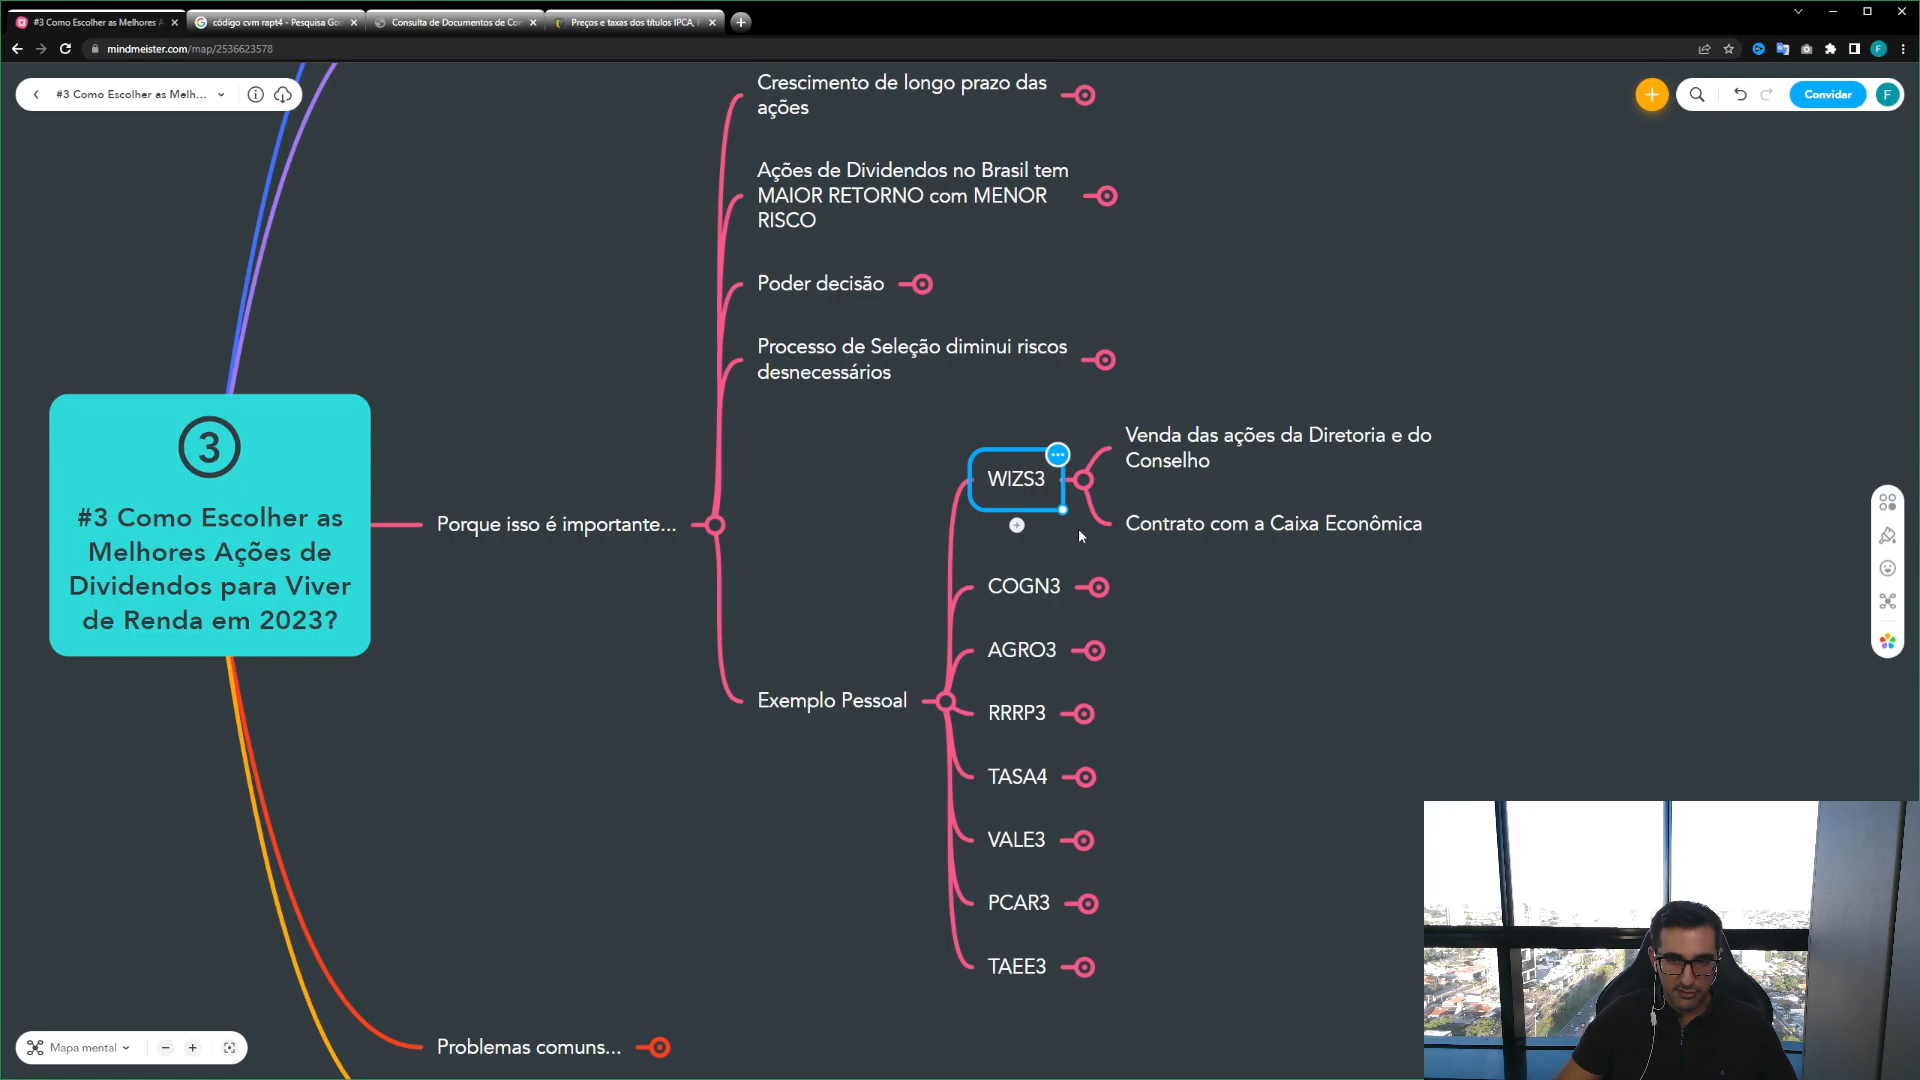 #3 Como Escolher as Melhores A
código cvm rapt4 - Pesquisa Goo
Consulta de Documentos de Co
Preços e taxas dos títulos IPCA,
mindmeister.com/map/2536623578
F
#3 Como Escolher as Melh...
Convidar
F
Crescimento de longo prazo das
ações
Ações de Dividendos no Brasil tem
MAIOR RETORNO com MENOR
RISCO
Poder decisão
Processo de Seleção diminui riscos
desnecessários
3
#3 Como Escolher as
Melhores Ações de
Dividendos para Viver
de Renda em 2023?
Porque isso é importante...
WIZS3
Venda das ações da Diretoria e do
Conselho
Contrato com a Caixa Econômica
COGN3
AGRO3
Exemplo Pessoal
RRRP3
TASA4
VALE3
PCAR3
TAEE3
Problemas comuns...
Mapa mental